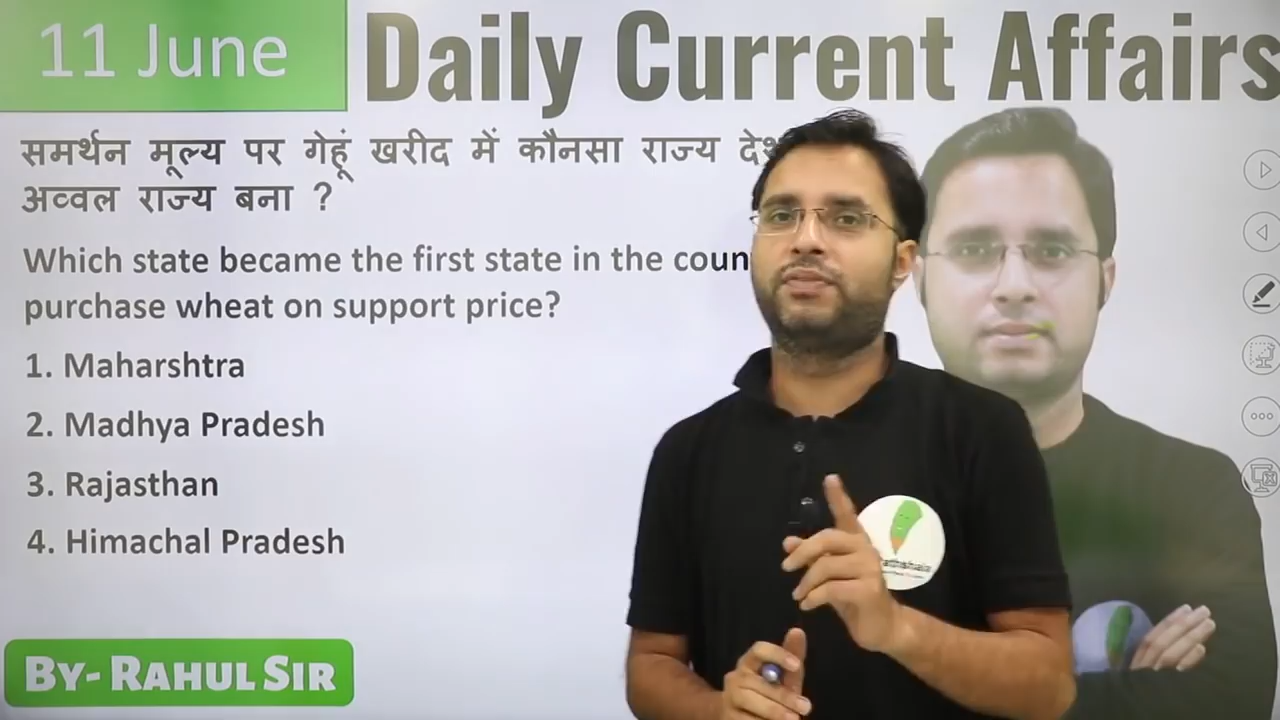 11 June
Daily Current Affairs
समर्थन मूल्य पर गेहूं खरीद में कौनसा राज्य
अव्वल राज्य बना ?
Which state became the first state in the
purchase wheat on support price?
1. Maharshtra
2. Madhya Pradesh
3. Rajasthan
4. Himachal Pradesh
By- Rahul Sir